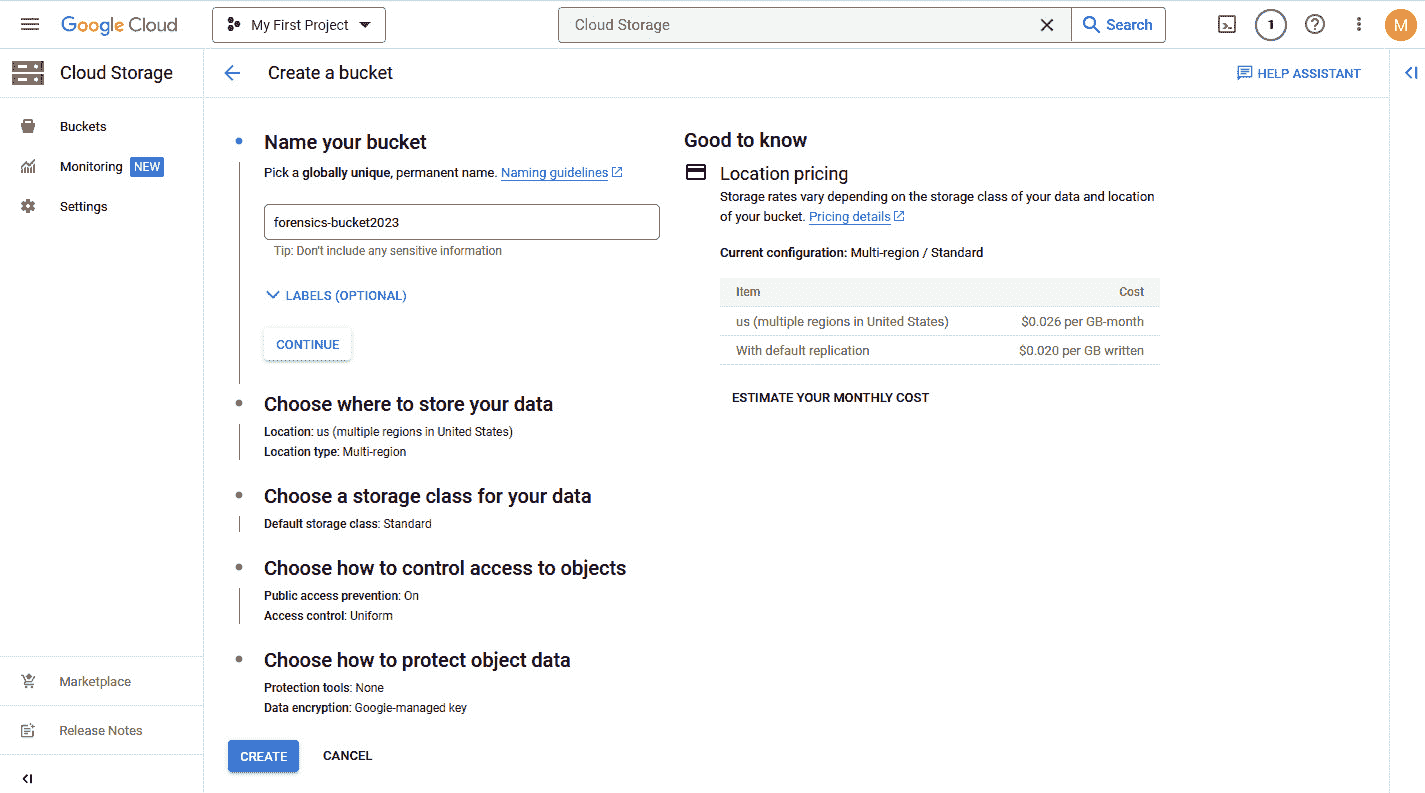 Google Cloud
My First Project
Cloud Storage
Search
1
M
Cloud Storage
Create a bucket
HELP ASSISTANT
Buckets
Monitoring NEW
Settings
Marketplace
Release Notes
Name your bucket
Pick a globally unique, permanent name. Naming guidelines
forensics-bucket2023
Tip: Don't include any sensitive information
LABELS (OPTIONAL)
CONTINUE
Choose where to store your data
Location: us (multiple regions in United States)
Location type: Multi-region
Choose a storage class for your data
Default storage class: Standard
Choose how to control access to objects
Public access prevention: On
Access control: Uniform
Choose how to protect object data
Protection tools: None
Data encryption: Google-managed key
CREATE CANCEL
Good to know
Location pricing
Storage rates vary depending on the storage class of your data and location
of your bucket. Pricing details
Current configuration: Multi-region / Standard
Item Cost
us (multiple regions in United States) $0.026 per GB-month
With default replication $0.020 per GB written
ESTIMATE YOUR MONTHLY COST